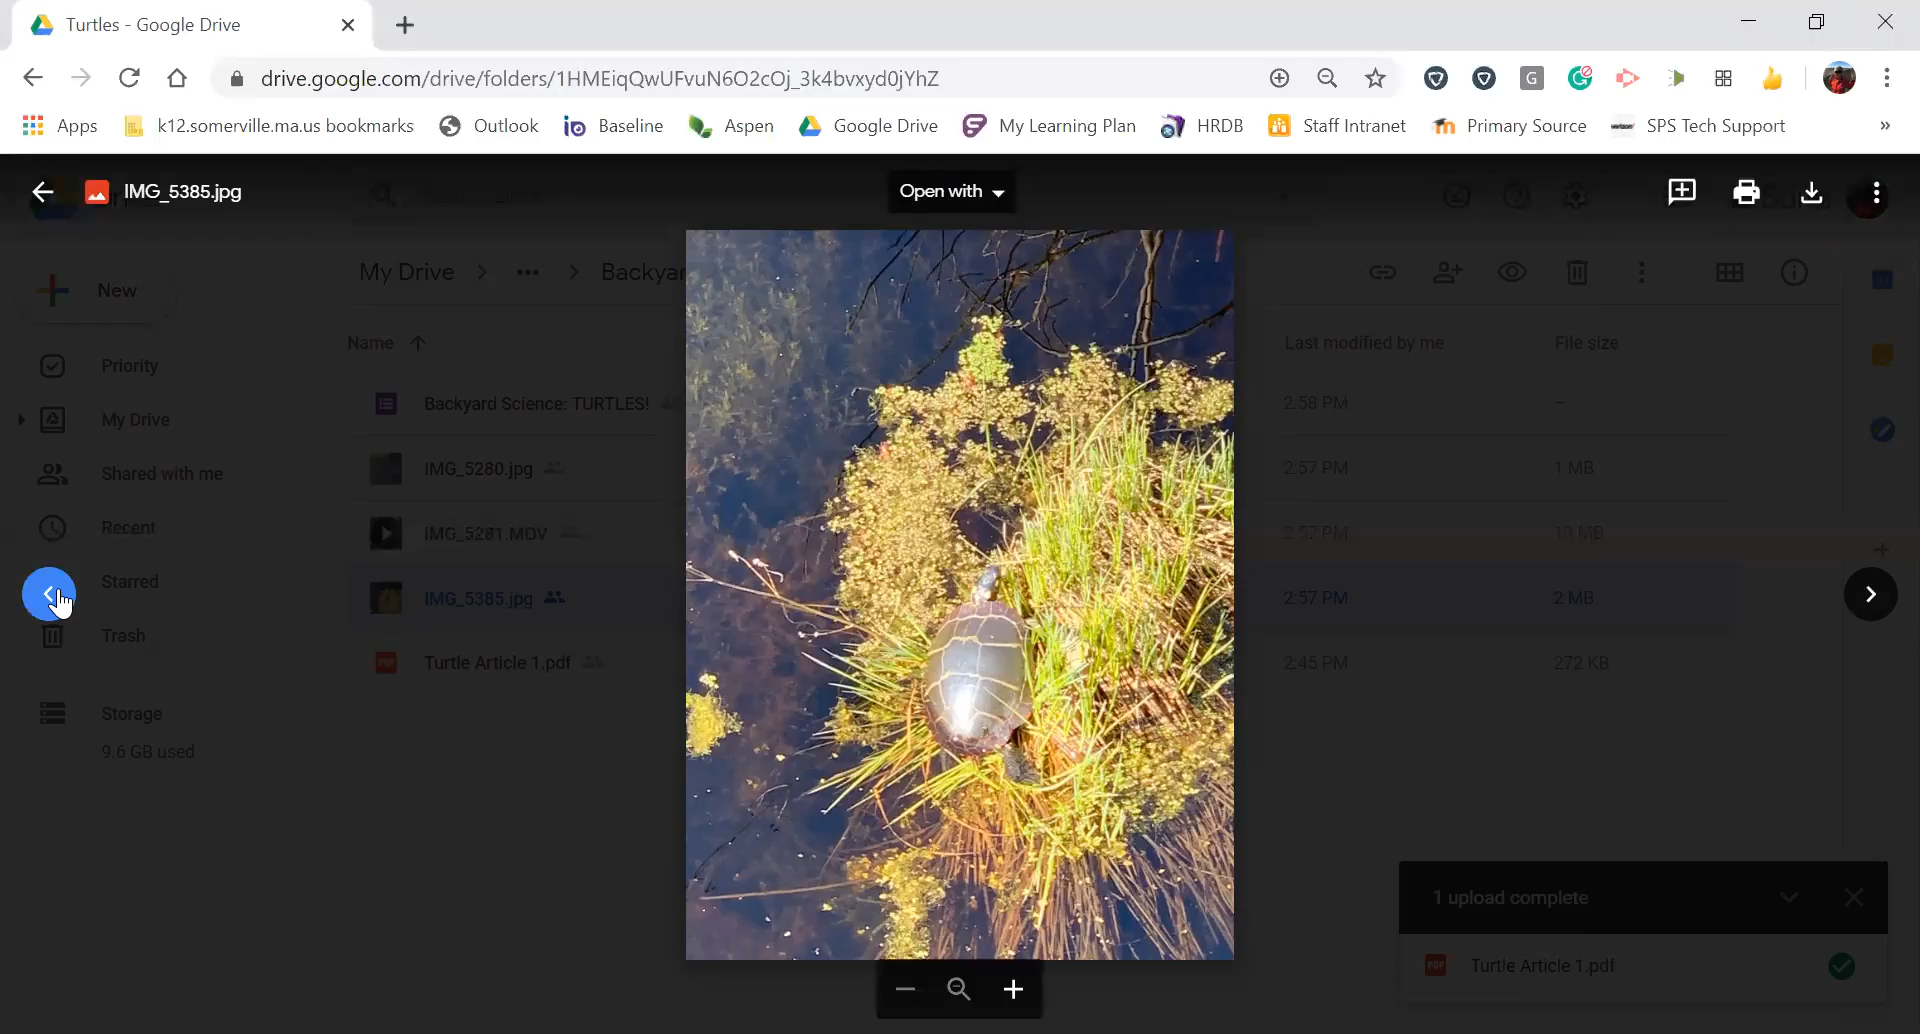 Turtles - Google Drive
drive.google.com/drive/folders/1HMEiqQwUFvuN6O2cOj_3k4bvxyd0jYhZ
Apps k12.somerville.ma.us bookmarks Outlook Baseline Aspen Google Drive My Learning Plan HRDB Staff Intranet Primary Source SPS Tech Support »
IMG_5385.jpg Open with
My Drive > ... > Backyar
New
Name Last modified by me File size
Priority
Backyard Science: TURTLES! 2:58 PM –
My Drive
IMG_5280.jpg 2:57 PM 1 MB
Shared with me
Recent IMG_5281.MOV 2:57 PM 19 MB
Starred
IMG_5385.jpg 2:57 PM 2 MB
Trash
PDF Turtle Article 1.pdf 2:45 PM 272 KB
Storage
9.6 GB used
1 upload complete
PDF Turtle Article 1.pdf